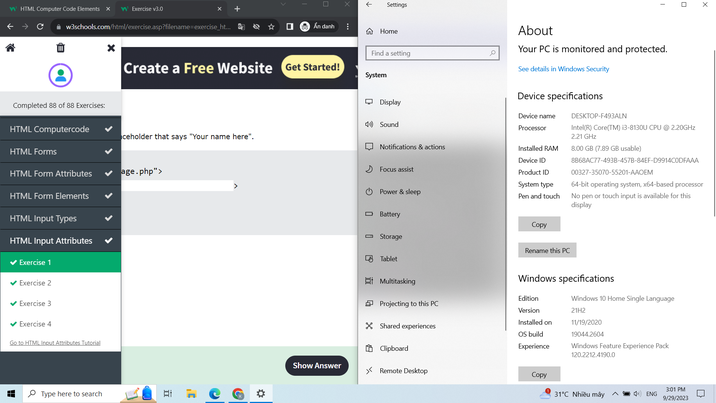 HTML Computer Code Elements
Exercise v3.0
w3schools.com/html/exercise.asp?filename=exercise_ht...
Ẩn danh
Completed 88 of 88 Exercises:
HTML Computercode
HTML Forms
HTML Form Attributes
HTML Form Elements
HTML Input Types
HTML Input Attributes
Exercise 1
Exercise 2
Exercise 3
Exercise 4
Go to HTML Input Attributes Tutorial
Create a Free Website
Get Started!
aceholder that says "Your name here".
age.php">
>
Show Answer
Settings
Home
Find a setting
System
Display
Sound
Notifications & actions
Focus assist
Power & sleep
Battery
Storage
Tablet
Multitasking
Projecting to this PC
Shared experiences
Clipboard
Remote Desktop
About
Your PC is monitored and protected.
See details in Windows Security
Device specifications
Device name DESKTOP-F493ALN
Processor Intel(R) Core(TM) i3-8130U CPU @ 2.20GHz
2.21 GHz
Installed RAM 8.00 GB (7.89 GB usable)
Device ID 8B68AC77-493B-457B-84EF-D9914C0DFAAA
Product ID 00327-35070-55201-AAOEM
System type 64-bit operating system, x64-based processor
Pen and touch No pen or touch input is available for this
display
Copy
Rename this PC
Windows specifications
Edition Windows 10 Home Single Language
Version 21H2
Installed on 11/19/2020
OS build 19044.2604
Experience Windows Feature Experience Pack
120.2212.4190.0
Copy
Type here to search
31°C Nhiều mây
ENG
3:01 PM
9/29/2023